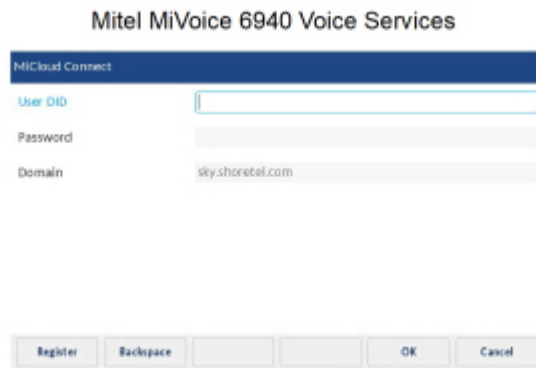 Mitel MiVoice 6940 Voice Services
MiCloud Connect
User DID
Password
Domain sky.shoretel.com
Register Backspace OK Cancel